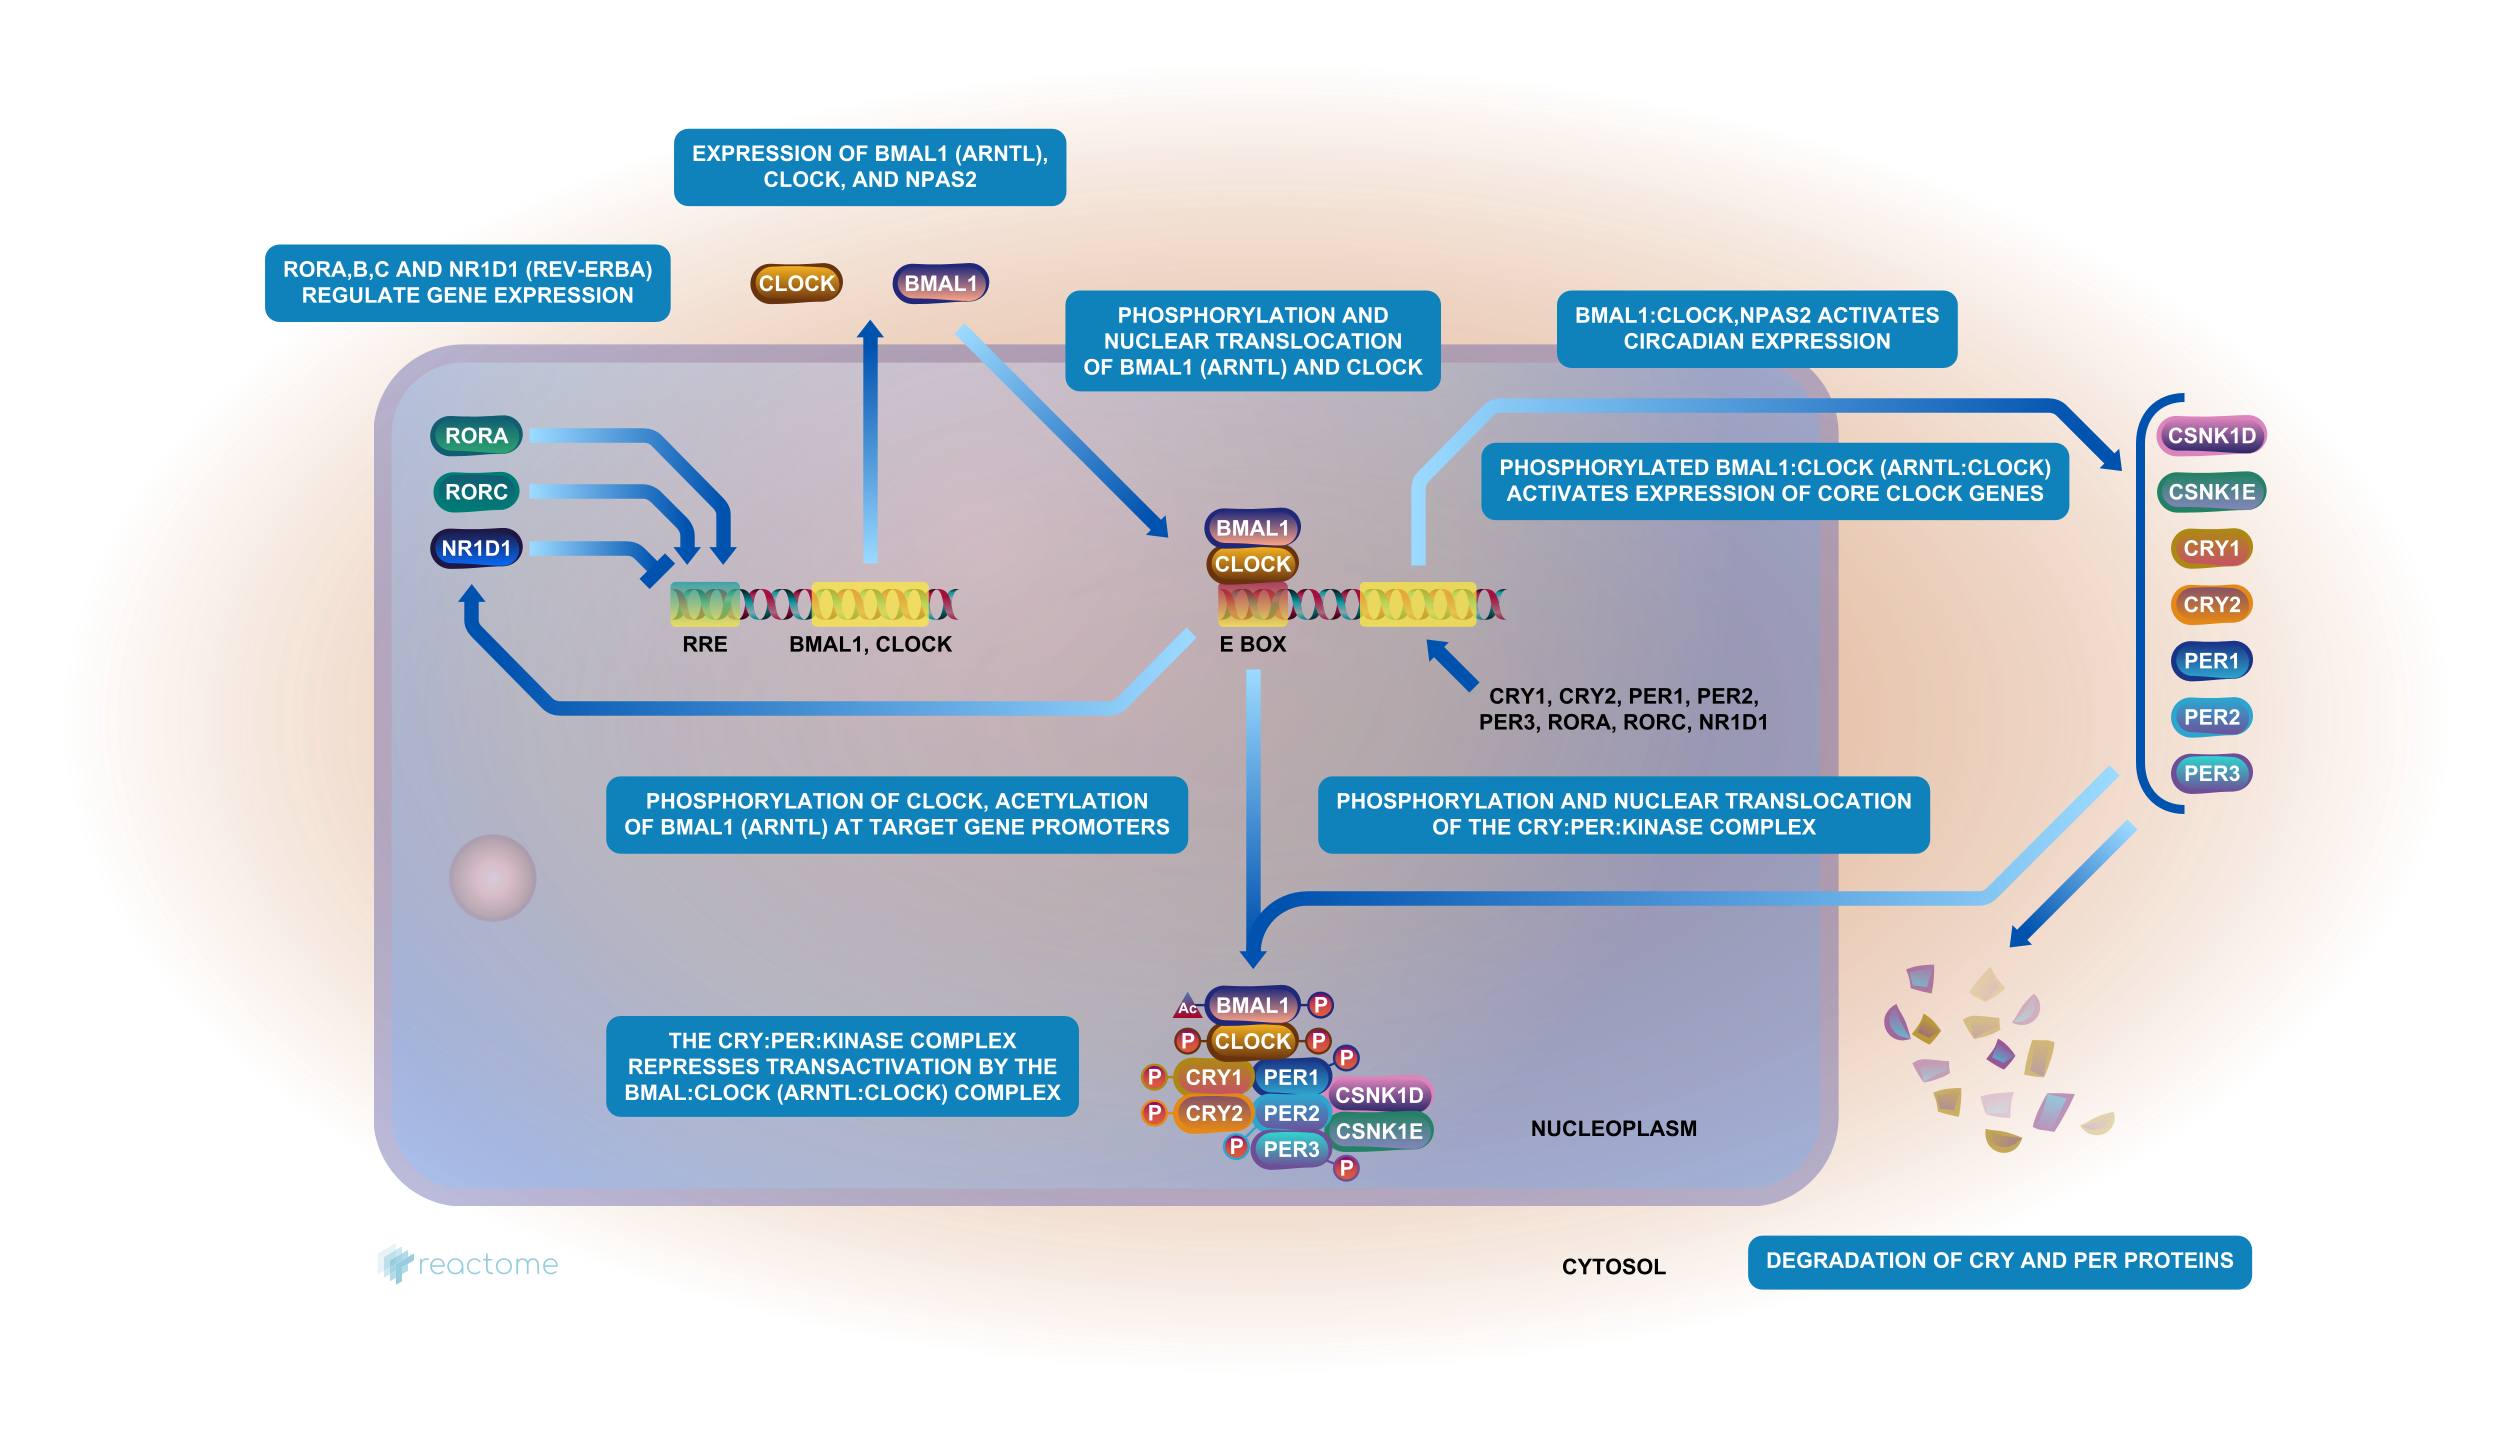 EXPRESSION OF BMAL1 (ARNTL),
CLOCK, AND NPAS2
RORA,B,C AND NR1D1 (REV-ERBA)
REGULATE GENE EXPRESSION
CLOCK
BMAL1
PHOSPHORYLATION AND
NUCLEAR TRANSLOCATION
OF BMAL1 (ARNTL) AND CLOCK
BMAL1:CLOCK,NPAS2 ACTIVATES
CIRCADIAN EXPRESSION
RORA
RORC
NR1D1
CSNK1D
CSNK1E
CRY1
CRY2
PER1
PER2
PER3
PHOSPHORYLATED BMAL1:CLOCK (ARNTL:CLOCK)
ACTIVATES EXPRESSION OF CORE CLOCK GENES
BMAL1
CLOCK
RRE
BMAL1, CLOCK
E BOX
CRY1, CRY2, PER1, PER2,
PER3, RORA, RORC, NR1D1
PHOSPHORYLATION OF CLOCK, ACETYLATION
OF BMAL1 (ARNTL) AT TARGET GENE PROMOTERS
PHOSPHORYLATION AND NUCLEAR TRANSLOCATION
OF THE CRY:PER:KINASE COMPLEX
THE CRY:PER:KINASE COMPLEX
REPRESSES TRANSACTIVATION BY THE
BMAL:CLOCK (ARNTL:CLOCK) COMPLEX
Ac BMAL1 P
P CLOCK P
P
P CRY1 PER1
CSNK1D
P CRY2 PER2
CSNK1E
P PER3
P
NUCLEOPLASM
CYTOSOL
DEGRADATION OF CRY AND PER PROTEINS
reactome